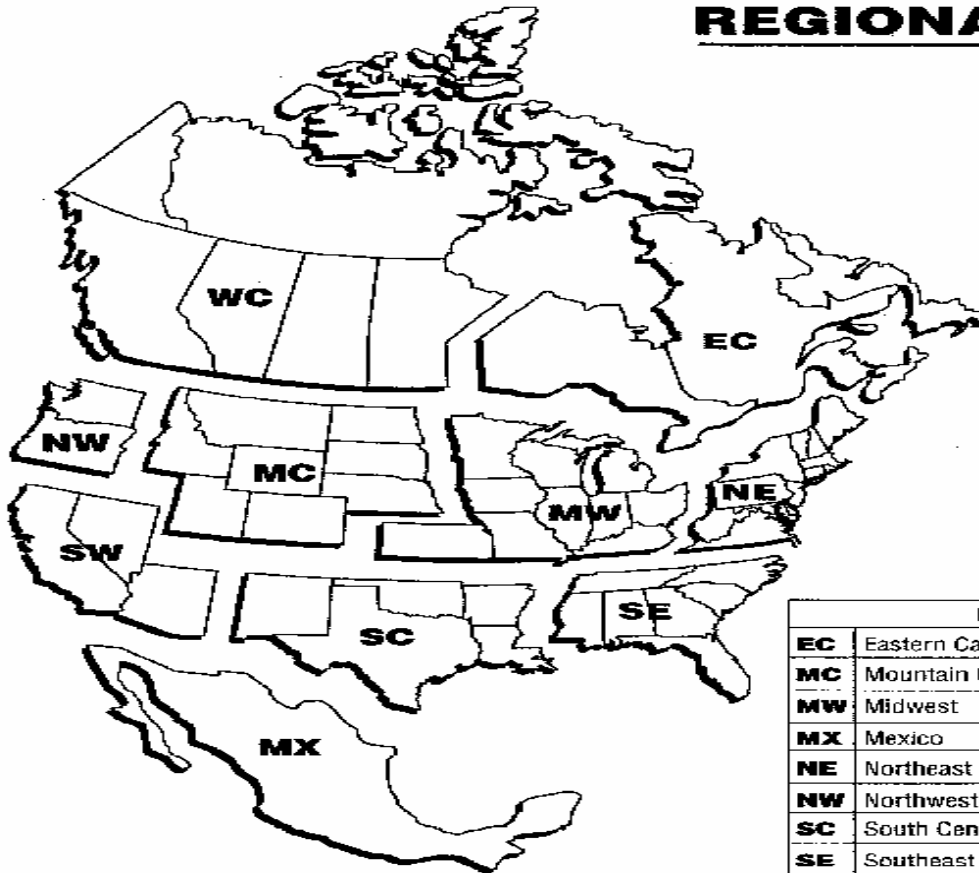 REGIONA
WC
EC
NW
MC
MW
NE
SW
SE
SC
MX
EC Eastern Ca
MC Mountain
MW Midwest
MX Mexico
NE Northeast
NW Northwest
SC South Cen
SE Southeast